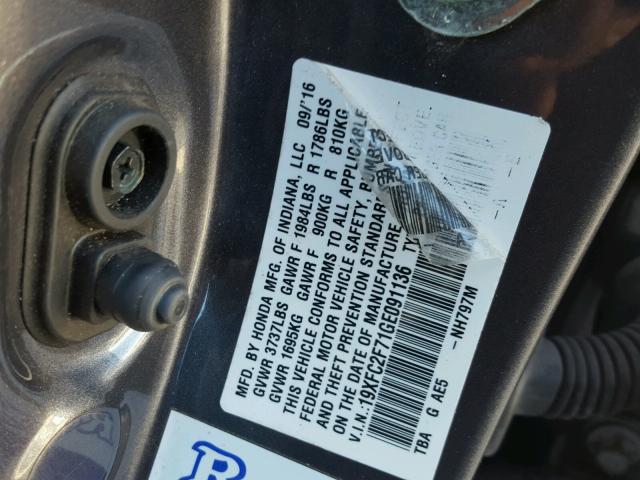 MFD. BY HONDA MFG. OF INDIANA, LLC 09/'16
GVWR 3737LBS GAWR F 1984LBS R 1786LBS
GVWR 1695KG GAWR F 900KG R 810KG
THIS VEHICLE CONFORMS TO ALL APPLICABLE
FEDERAL MOTOR VEHICLE SAFETY,
AND THEFT PREVENTION STANDARD
ON THE DATE OF MANUFACTURE
V.I.N.: 19XFC2F71GE091136
TBA G AE5 - NH797M